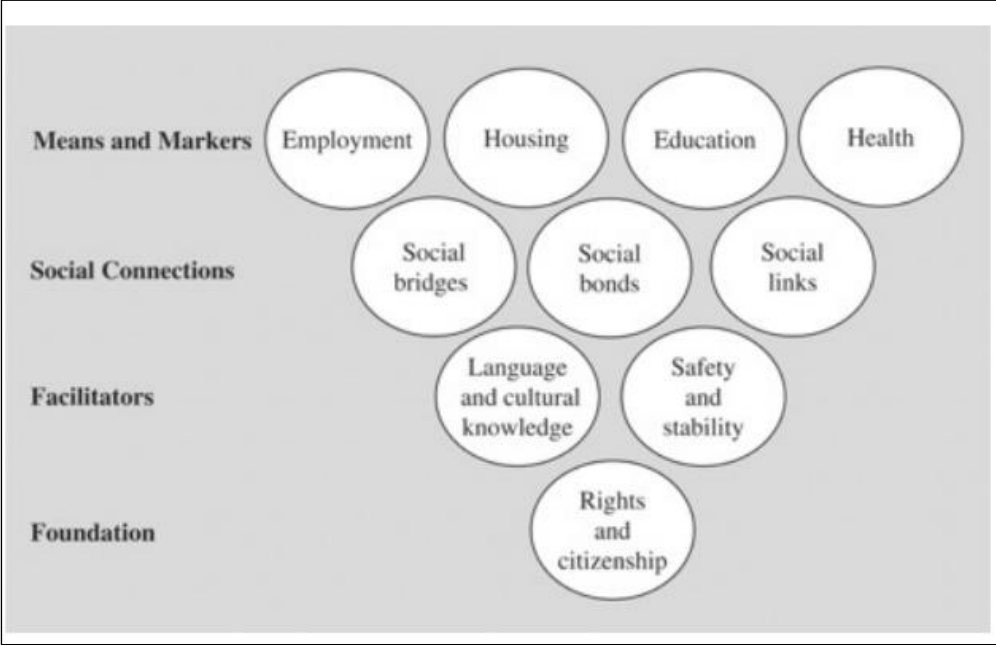 Means and Markers
Employment
Housing
Education
Health
Social Connections
Social
bridges
Social
bonds
Social
links
Facilitators
Language
and cultural
knowledge
Safety
and
stability
Foundation
Rights
and
citizenship